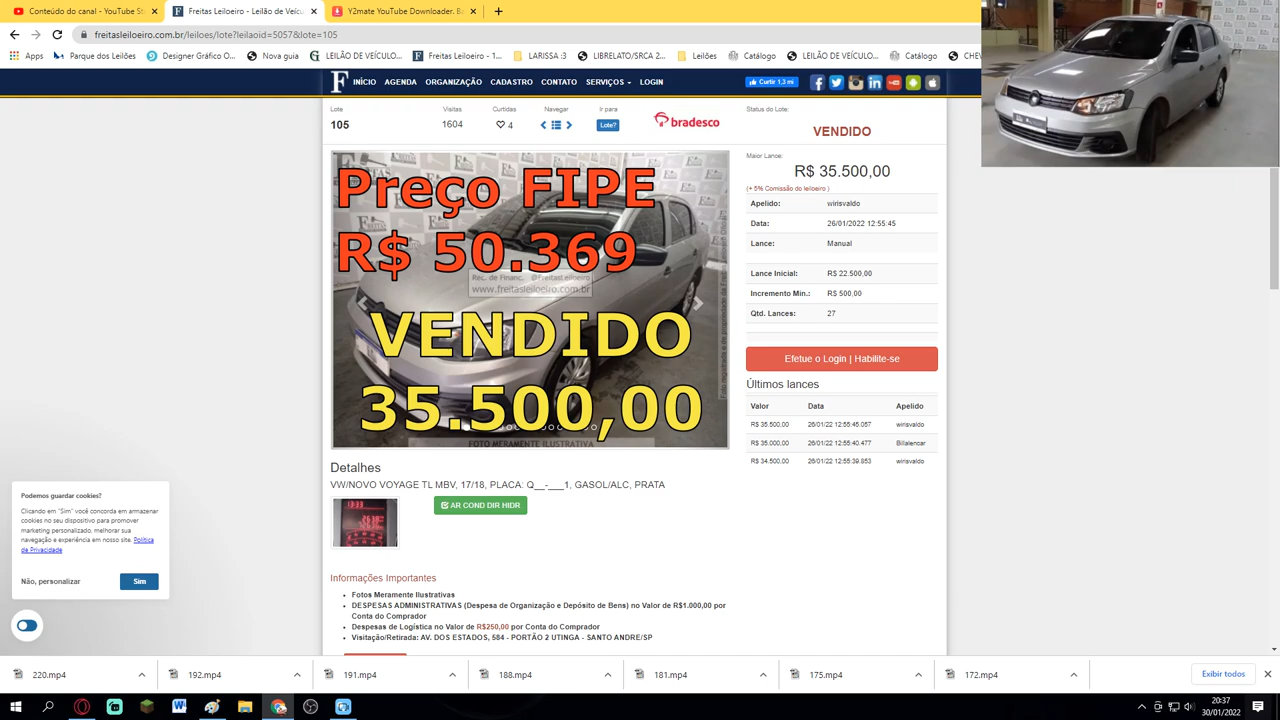 Conteúdo do canal - YouTube St
Freitas Leiloeiro - Leilão de Veícu
Y2mate YouTube Downloader. Ba
freitasleiloeiro.com.br/leiloes/lote?leilaoid=5057&lote=105
Apps
Parque dos Leilões
Designer Gráfico O...
Nova guia
LEILÃO DE VEÍCULO...
Freitas Leiloeiro - 1...
LARISSA :3
LIBRELATO/SRCA 2...
Leilões
Catálogo
LEILÃO DE VEÍCULO...
Catálogo
CHEV
F
INÍCIO
AGENDA
ORGANIZAÇÃO
CADASTRO
CONTATO
SERVIÇOS
LOGIN
Curtir 1,3 mi
Lote
Visitas
Curtidas
Navegar
Ir para
105
1604
4
Lote?
bradesco
Status do Lote:
VENDIDO
Maior Lance:
R$ 35.500,00
(+ 5% Comissão do leiloeiro )
Apelido: wirisvaldo
Data: 26/01/2022 12:55:45
Lance: Manual
Lance Inicial: R$ 22.500,00
Incremento Min.: R$ 500,00
Qtd. Lances: 27
Efetue o Login | Habilite-se
Últimos lances
Valor Data Apelido
R$ 35.500,00 26/01/22 12:55:45.057 wirisvaldo
R$ 35.000,00 26/01/22 12:55:40.477 Billalencar
R$ 34.500,00 26/01/22 12:55:39.853 wirisvaldo
Preço FIPE
R$ 50.369
Rec. de Financ. @FreitasLeiloeiro
www.freitasleiloeiro.com.br
VENDIDO
35.500,00
FOTO MERAMENTE ILUSTRATIVA
Detalhes
VW/NOVO VOYAGE TL MBV, 17/18, PLACA: Q__-___1, GASOL/ALC, PRATA
AR COND DIR HIDR
Informações Importantes
Fotos Meramente Ilustrativas
DESPESAS ADMINISTRATIVAS (Despesa de Organização e Depósito de Bens) no Valor de R$1.000,00 por
Conta do Comprador
Despesas de Logística no Valor de R$250,00 por Conta do Comprador
Visitação/Retirada: AV. DOS ESTADOS, 584 - PORTÃO 2 UTINGA - SANTO ANDRE/SP
Podemos guardar cookies?
Clicando em "Sim" você concorda em armazenar
cookies no seu dispositivo para promover
marketing personalizado, melhorar sua
navegação e experiência em nosso site. Política
de Privacidade
Não, personalizar
Sim
220.mp4
192.mp4
191.mp4
188.mp4
181.mp4
175.mp4
172.mp4
Exibir todos
20:37
30/01/2022